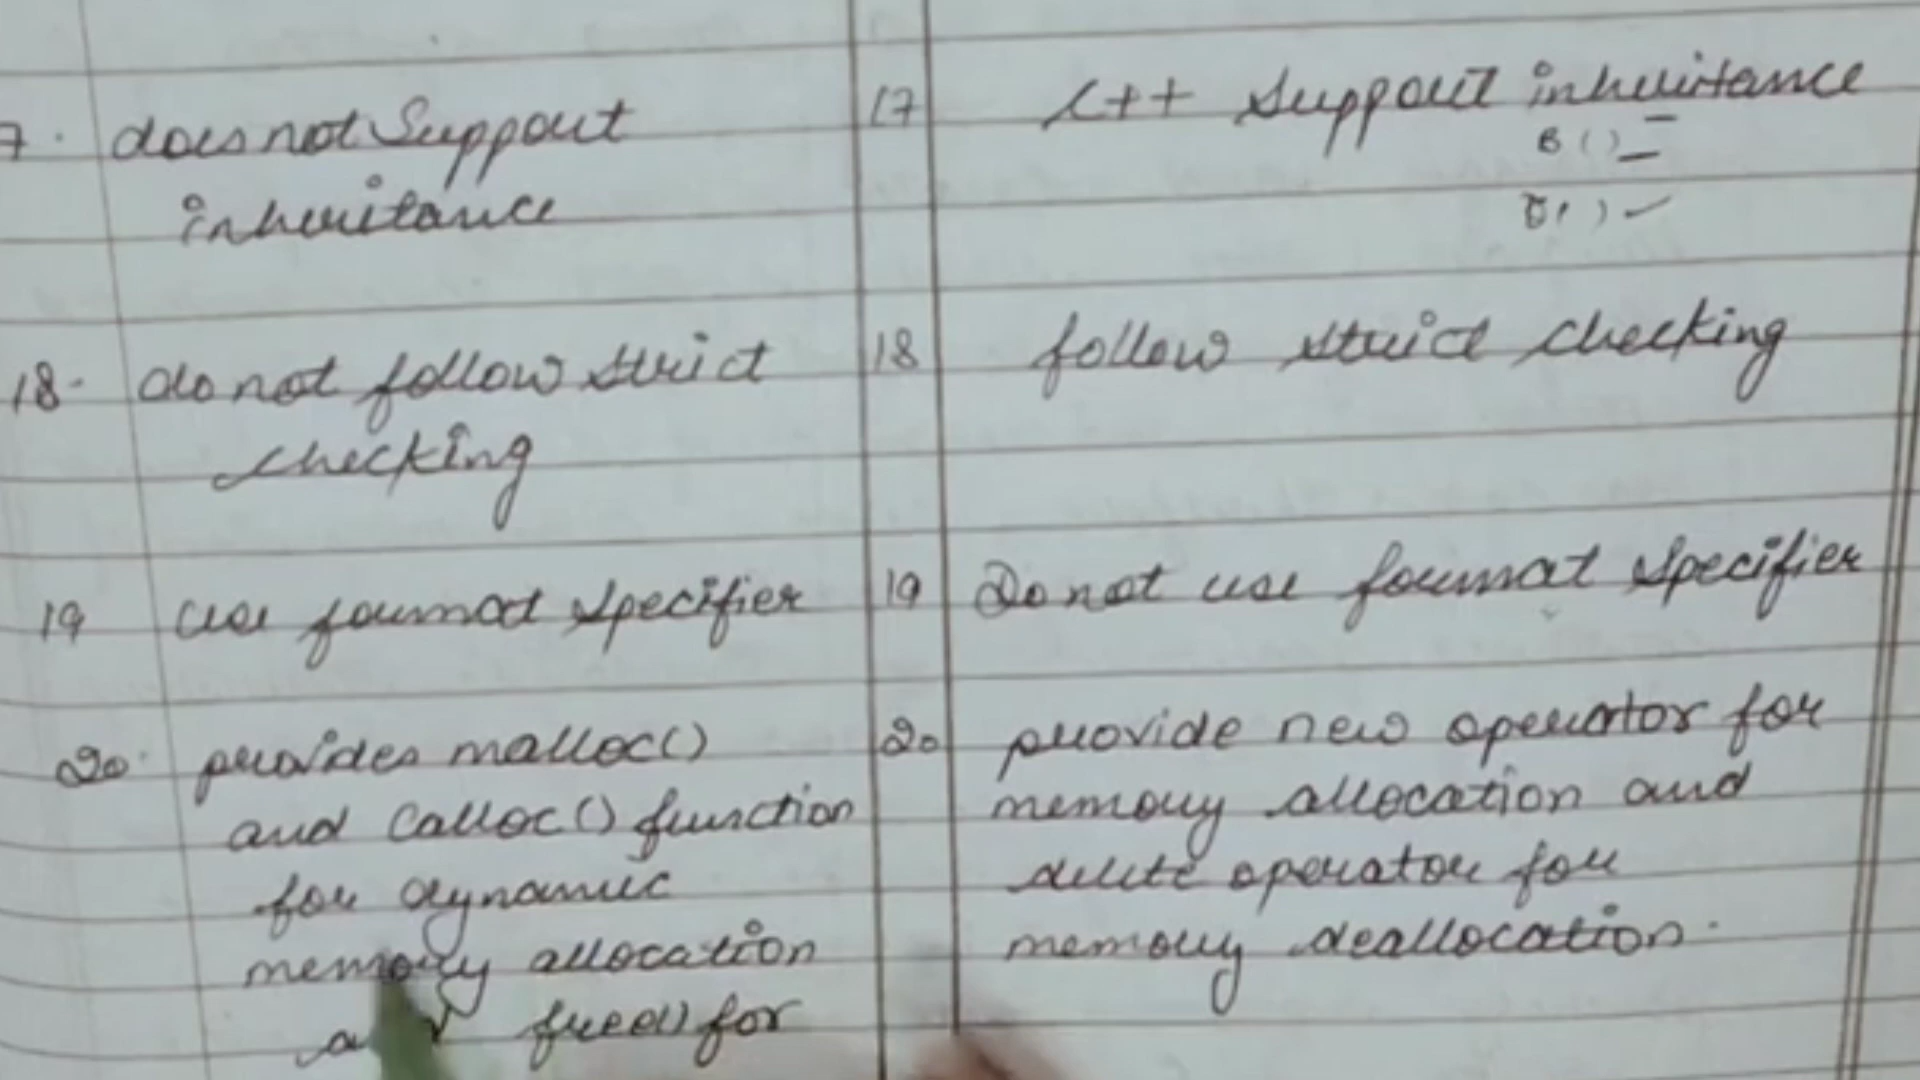 7. does not Support
inheritance
18. do not follow strict
checking
19 use format specifier
20. provides malloc()
and Calloc() function
for dynamic
memory allocation
free() for
17 C++ support inheritance
B()
D()
18 follow strict checking
19 Do not use format specifier
20 provide new operator for
memory allocation and
delete operator for
memory deallocation.